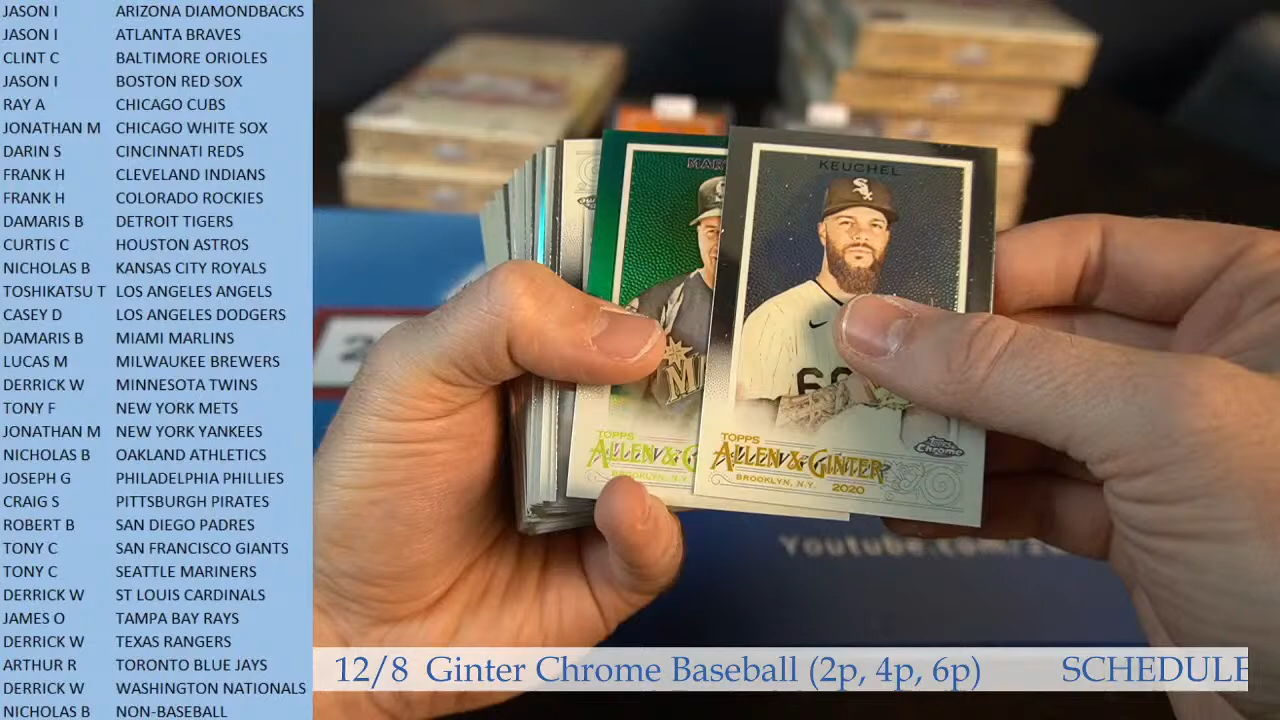 JASON I ARIZONA DIAMONDBACKS
JASON I ATLANTA BRAVES
CLINT C BALTIMORE ORIOLES
JASON I BOSTON RED SOX
RAY A CHICAGO CUBS
JONATHAN M CHICAGO WHITE SOX
DARIN S CINCINNATI REDS
FRANK H CLEVELAND INDIANS
FRANK H COLORADO ROCKIES
DAMARIS B DETROIT TIGERS
CURTIS C HOUSTON ASTROS
NICHOLAS B KANSAS CITY ROYALS
TOSHIKATSU T LOS ANGELES ANGELS
CASEY D LOS ANGELES DODGERS
DAMARIS B MIAMI MARLINS
LUCAS M MILWAUKEE BREWERS
DERRICK W MINNESOTA TWINS
TONY F NEW YORK METS
JONATHAN M NEW YORK YANKEES
NICHOLAS B OAKLAND ATHLETICS
JOSEPH G PHILADELPHIA PHILLIES
CRAIG S PITTSBURGH PIRATES
ROBERT B SAN DIEGO PADRES
TONY C SAN FRANCISCO GIANTS
TONY C SEATTLE MARINERS
DERRICK W ST LOUIS CARDINALS
JAMES O TAMPA BAY RAYS
DERRICK W TEXAS RANGERS
ARTHUR R TORONTO BLUE JAYS
DERRICK W WASHINGTON NATIONALS
NICHOLAS B NON-BASEBALL
MAR
M
TOPPS
ALLEN & G
BROOKLYN, N.Y.
KEUCHEL
TOPPS
ALLEN & GINTER
BROOKLYN, N.Y.
2020
Topps Chrome
Youtube.com/
12/8 Ginter Chrome Baseball (2p, 4p, 6p) SCHEDULE